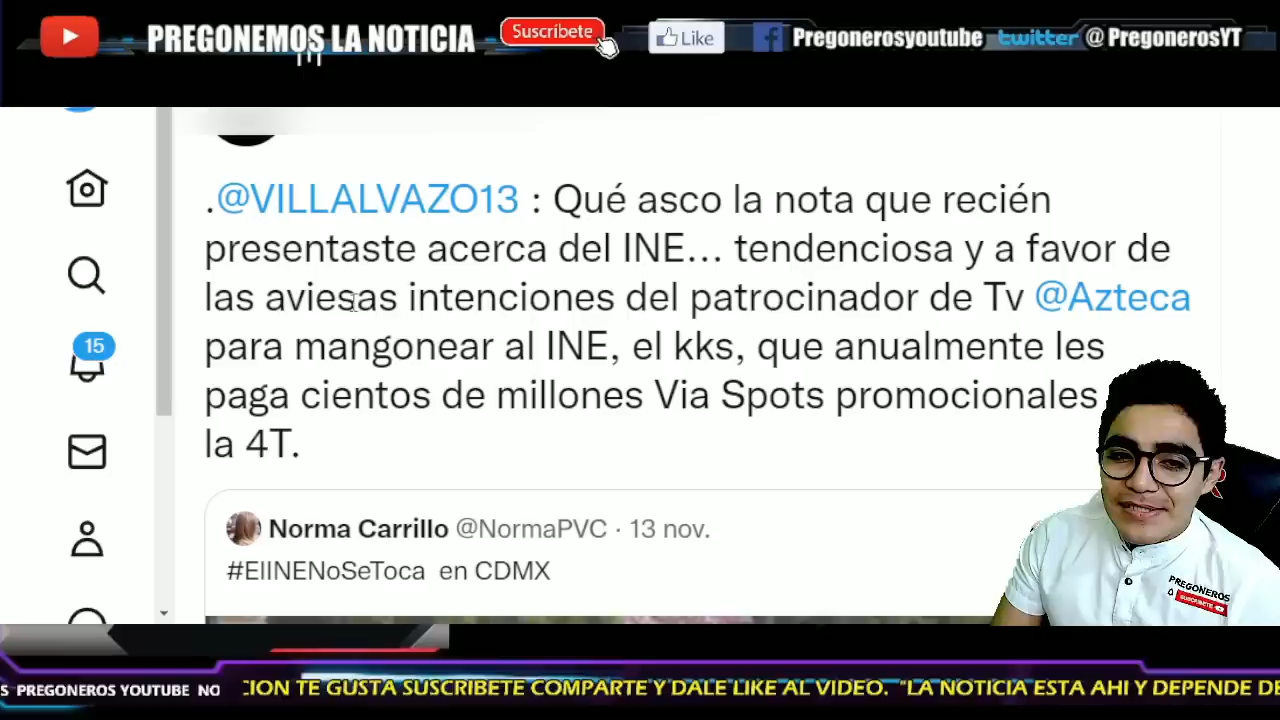 PREGONEMOS LA NOTICIA
Suscríbete
Like
Pregonerosyoutube
twitter @PregonerosYT
.@VILLALVAZO13 : Qué asco la nota que recién
presentaste acerca del INE... tendenciosa y a favor de
las aviesas intenciones del patrocinador de Tv @Azteca
15
para mangonear al INE, el kks, que anualmente les
paga cientos de millones Via Spots promocionales
la 4T.
Norma Carrillo @NormaPVC · 13 nov.
#ElINENoSeToca en CDMX
PREGONEROS
SUSCRIBETE
S PREGONEROS YOUTUBE NO
CION TE GUSTA SUSCRIBETE COMPARTE Y DALE LIKE AL VIDEO. "LA NOTICIA ESTA AHI Y DEPENDE DE